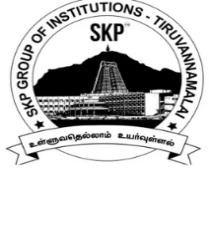 SKP GROUP OF INSTITUTIONS - TIRUVANNAMALAI
SKP
உள்ளுவதெல்லாம் உயர்வுள்ளல்